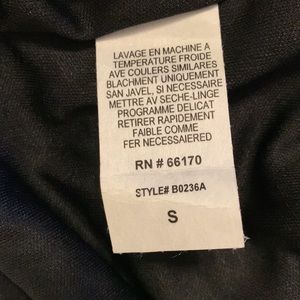 LAVAGE EN MACHINE A
TEMPERATURE FROIDE
AVE COULERS SIMILARES
BLACHMENT UNIQUEMENT
SAN JAVEL, SI NECESSAIRE
METTRE AV SECHE-LINGE
PROGRAMME DELICAT
RETIRER RAPIDEMENT
FAIBLE COMME
FER NECESSAIERED
RN # 66170
STYLE# B0236A
S